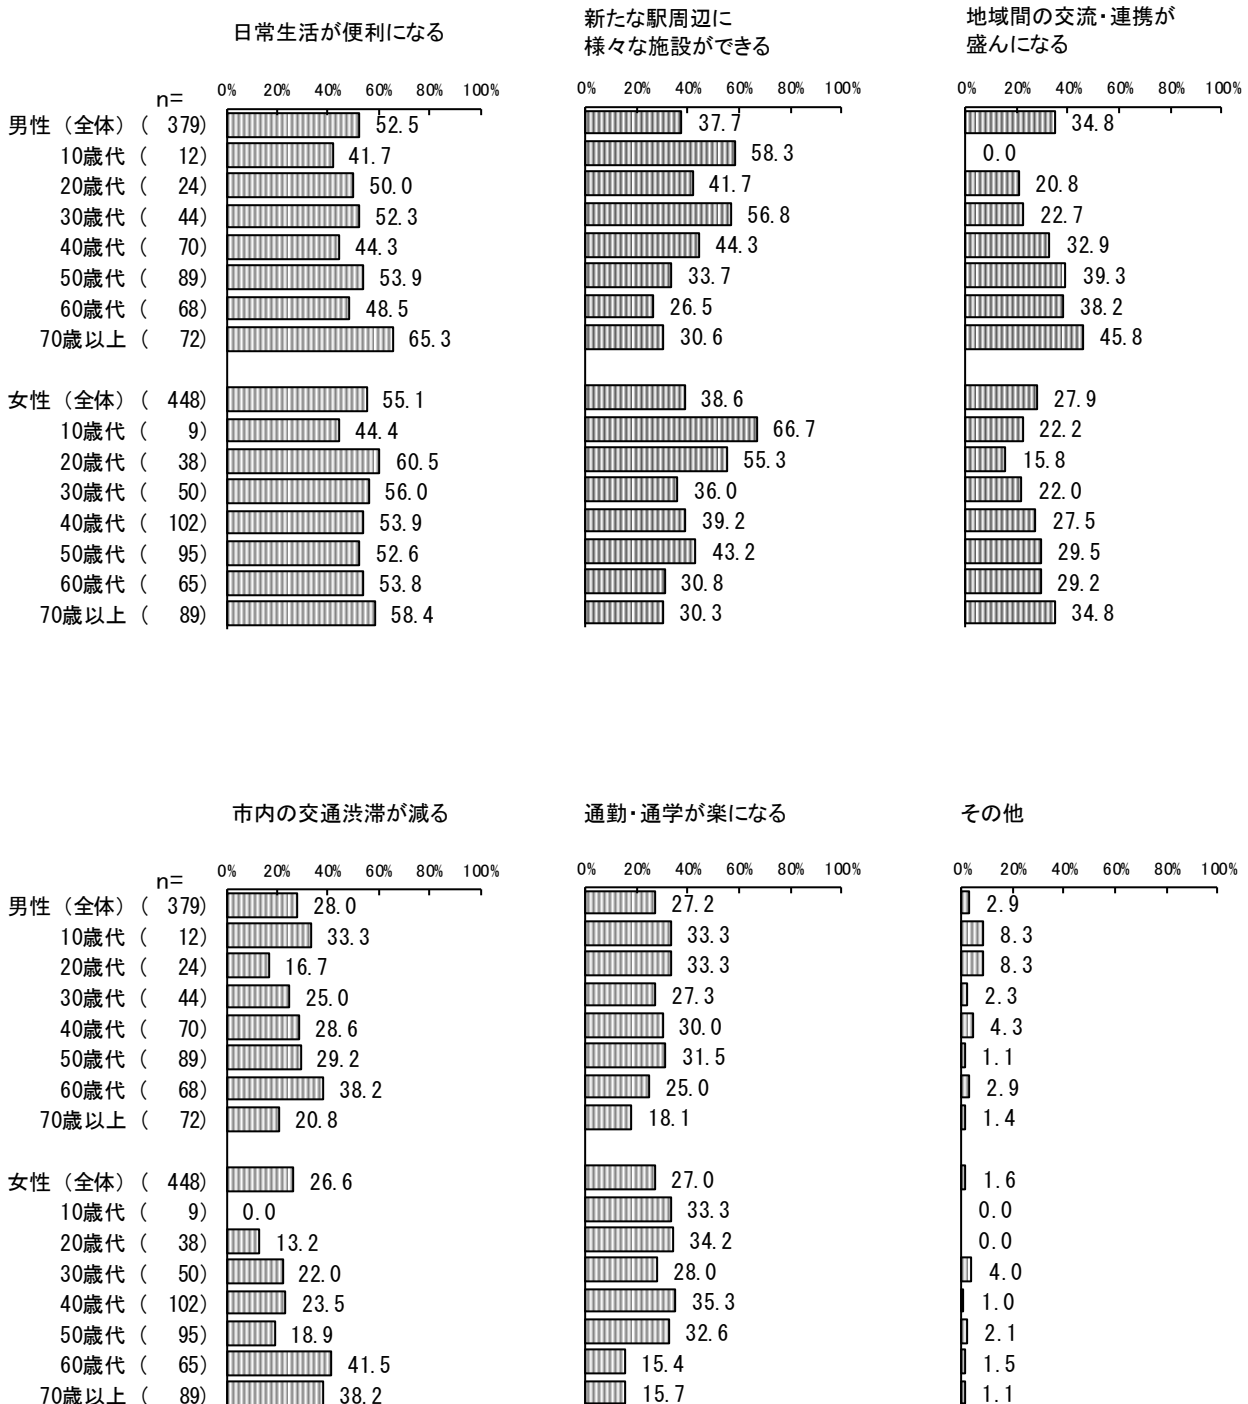 日常生活が便利になる
新たな駅周辺に
様々な施設ができる
地域間の交流・連携が
盛んになる
n=
0% 20% 40% 60% 80% 100%
0% 20% 40% 60% 80% 100%
0% 20% 40% 60% 80% 100%
男性（全体）( 379) 52.5 37.7 34.8
10歳代 ( 12) 41.7 58.3 0.0
20歳代 ( 24) 50.0 41.7 20.8
30歳代 ( 44) 52.3 56.8 22.7
40歳代 ( 70) 44.3 44.3 32.9
50歳代 ( 89) 53.9 33.7 39.3
60歳代 ( 68) 48.5 26.5 38.2
70歳以上 ( 72) 65.3 30.6 45.8
女性（全体）( 448) 55.1 38.6 27.9
10歳代 ( 9) 44.4 66.7 22.2
20歳代 ( 38) 60.5 55.3 15.8
30歳代 ( 50) 56.0 36.0 22.0
40歳代 ( 102) 53.9 39.2 27.5
50歳代 ( 95) 52.6 43.2 29.5
60歳代 ( 65) 53.8 30.8 29.2
70歳以上 ( 89) 58.4 30.3 34.8
市内の交通渋滞が減る
通勤・通学が楽になる
その他
n=
0% 20% 40% 60% 80% 100%
0% 20% 40% 60% 80% 100%
0% 20% 40% 60% 80% 100%
男性（全体）( 379) 28.0 27.2 2.9
10歳代 ( 12) 33.3 33.3 8.3
20歳代 ( 24) 16.7 33.3 8.3
30歳代 ( 44) 25.0 27.3 2.3
40歳代 ( 70) 28.6 30.0 4.3
50歳代 ( 89) 29.2 31.5 1.1
60歳代 ( 68) 38.2 25.0 2.9
70歳以上 ( 72) 20.8 18.1 1.4
女性（全体）( 448) 26.6 27.0 1.6
10歳代 ( 9) 0.0 33.3 0.0
20歳代 ( 38) 13.2 34.2 0.0
30歳代 ( 50) 22.0 28.0 4.0
40歳代 ( 102) 23.5 35.3 1.0
50歳代 ( 95) 18.9 32.6 2.1
60歳代 ( 65) 41.5 15.4 1.5
70歳以上 ( 89) 38.2 15.7 1.1